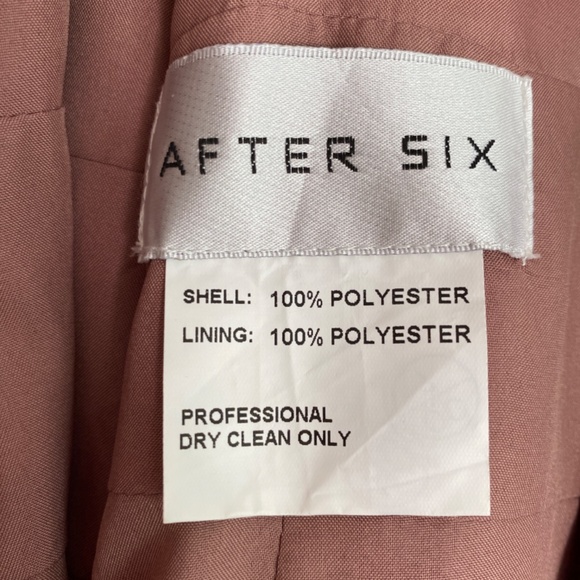 AFTER SIX
SHELL: 100% POLYESTER
LINING: 100% POLYESTER
PROFESSIONAL
DRY CLEAN ONLY